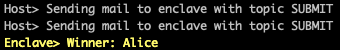 Host> Sending mail to enclave with topic SUBMIT
Host> Sending mail to enclave with topic SUBMIT
Enclave> Winner: Alice